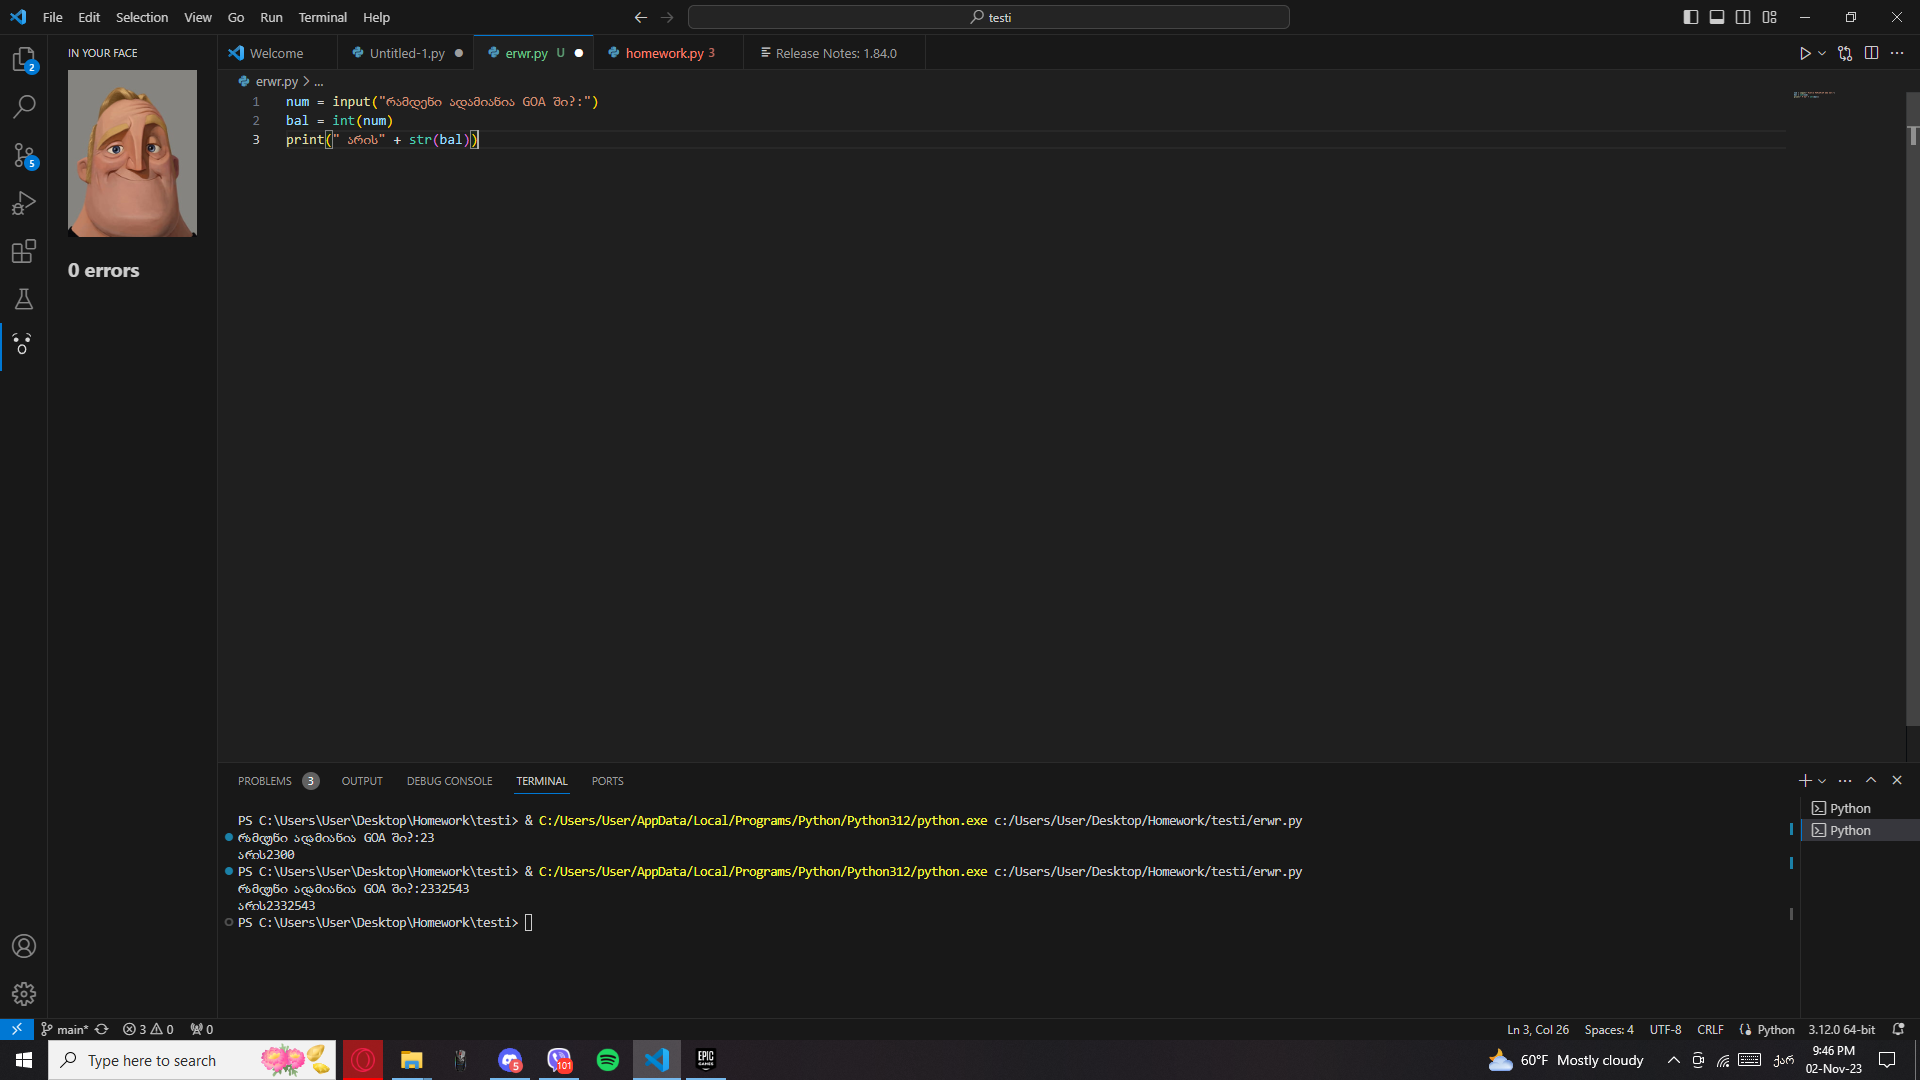 File Edit Selection View Go Run Terminal Help
testi
IN YOUR FACE
Welcome
Untitled-1.py
erwr.py U
homework.py 3
Release Notes: 1.84.0
erwr.py > ...
1 num = input("რამდენი ადამიანია GOA ში?:")
2 bal = int(num)
3 print(" არის" + str(bal))
2
5
0 errors
PROBLEMS 3 OUTPUT DEBUG CONSOLE TERMINAL PORTS
PS C:\Users\User\Desktop\Homework\testi> & C:/Users/User/AppData/Local/Programs/Python/Python312/python.exe c:/Users/User/Desktop/Homework/testi/erwr.py
რამდენი ადამიანია GOA ში?:23
არის2300
PS C:\Users\User\Desktop\Homework\testi> & C:/Users/User/AppData/Local/Programs/Python/Python312/python.exe c:/Users/User/Desktop/Homework/testi/erwr.py
რამდენი ადამიანია GOA ში?:2332543
არის2332543
PS C:\Users\User\Desktop\Homework\testi>
Python
Python
main* 3 0 0
Ln 3, Col 26 Spaces: 4 UTF-8 CRLF Python 3.12.0 64-bit
Type here to search
5
101
EPIC GAMES
60°F Mostly cloudy
ქარ
9:46 PM
02-Nov-23